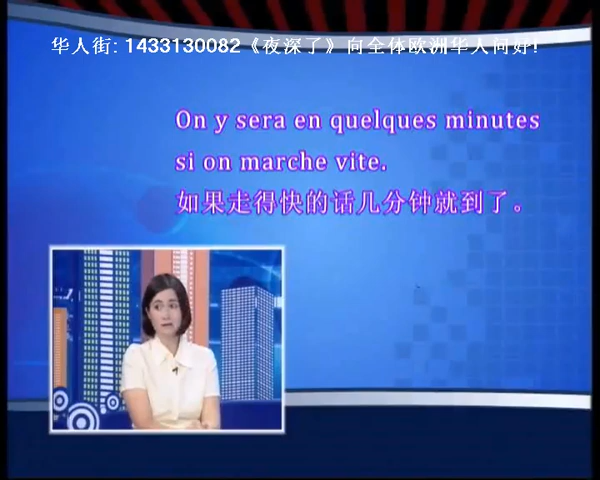 华人街: 1433130082《夜深了》向全体欧洲华人问好!
On y sera en quelques minutes
si on marche vite.
如果走得快的话几分钟就到了。